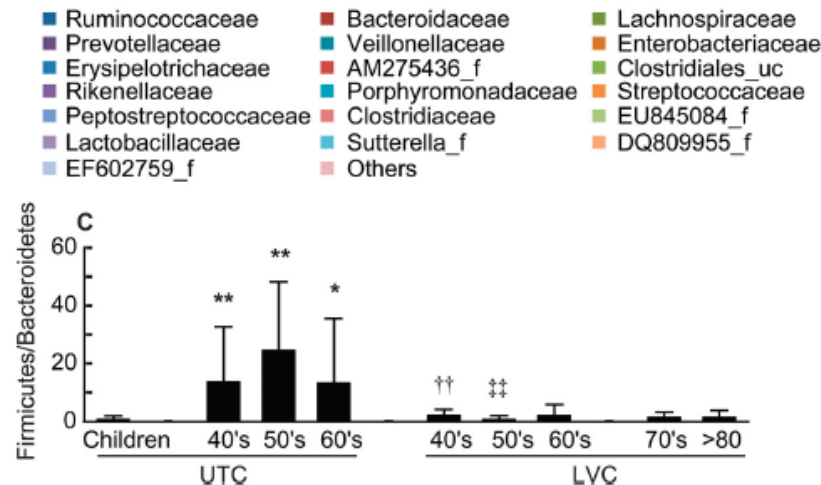 Ruminococcaceae Bacteroidaceae Lachnospiraceae
Prevotellaceae Veillonellaceae Enterobacteriaceae
Erysipelotrichaceae AM275436_f Clostridiales_uc
Rikenellaceae Porphyromonadaceae Streptococcaceae
Peptostreptococcaceae Clostridiaceae EU845084_f
Lactobacillaceae Sutterella_f DQ809955_f
EF602759_f Others
C
Firmicutes/Bacteroidetes
60
40
20
0
** ** * †† ‡‡
Children 40's 50's 60's 40's 50's 60's 70's >80
UTC LVC